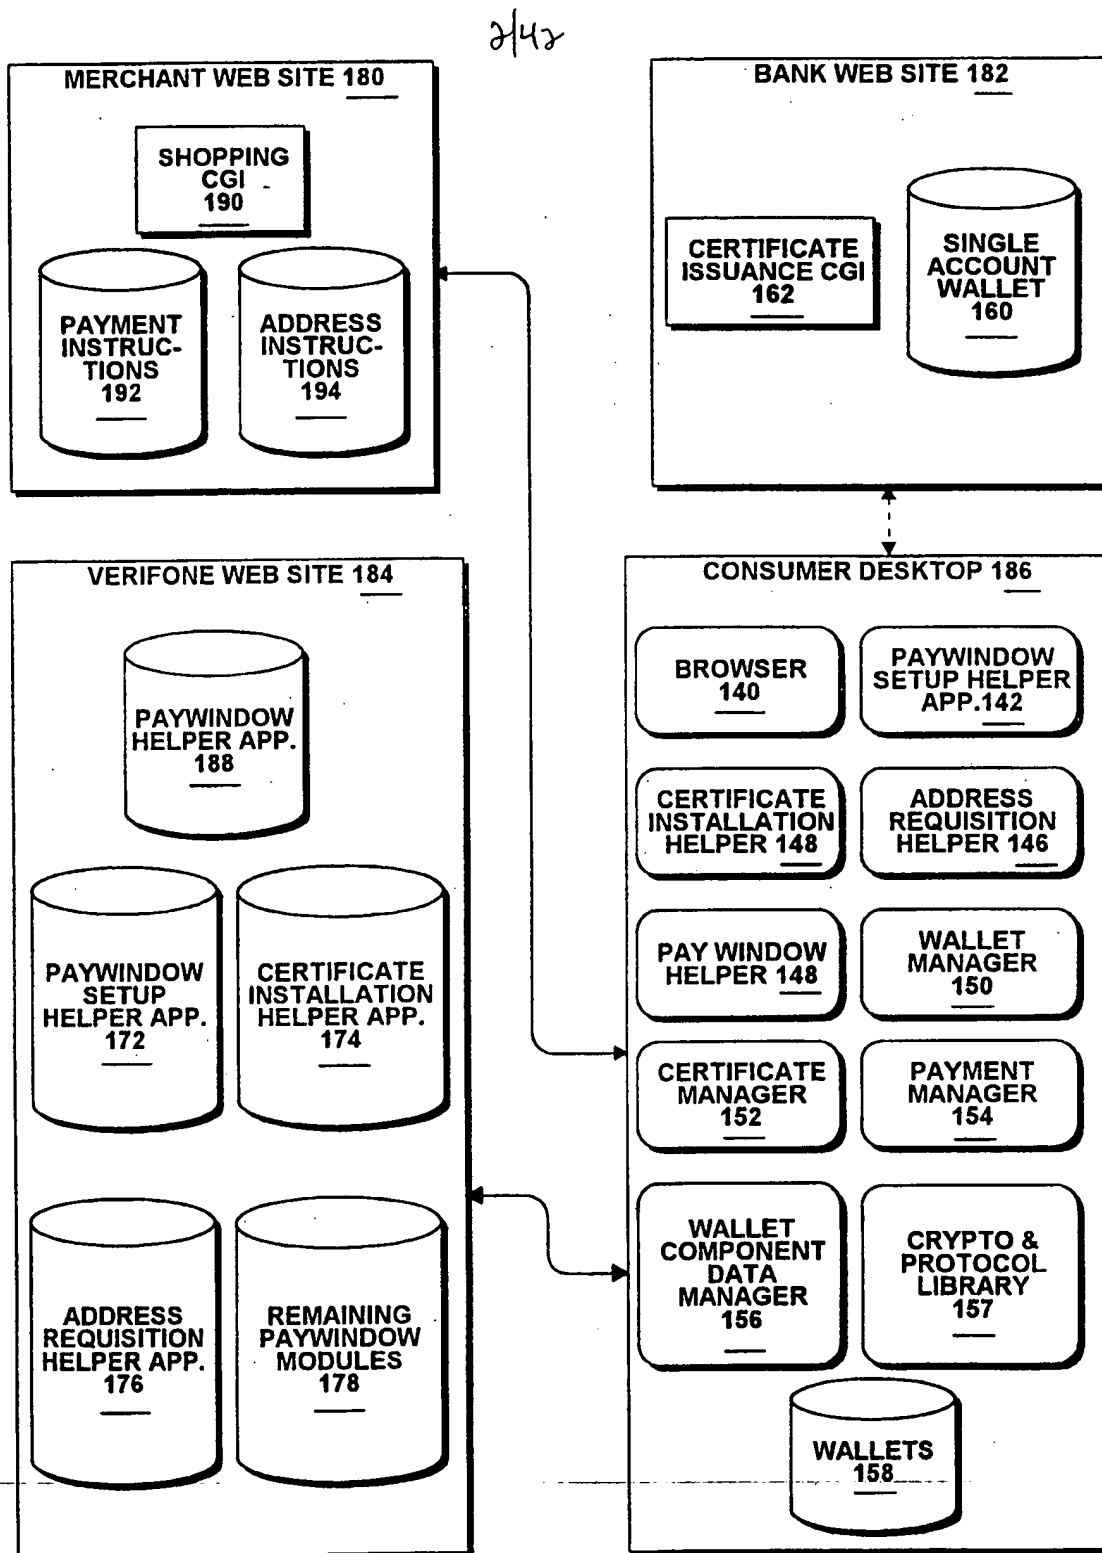 2/42
MERCHANT WEB SITE 180
SHOPPING
CGI
190
PAYMENT
INSTRUC-
TIONS
192
ADDRESS
INSTRUC-
TIONS
194
BANK WEB SITE 182
CERTIFICATE
ISSUANCE CGI
162
SINGLE
ACCOUNT
WALLET
160
VERIFONE WEB SITE 184
PAYWINDOW
HELPER APP.
188
PAYWINDOW
SETUP
HELPER APP.
172
CERTIFICATE
INSTALLATION
HELPER APP.
174
ADDRESS
REQUISITION
HELPER APP.
176
REMAINING
PAYWINDOW
MODULES
178
CONSUMER DESKTOP 186
BROWSER
140
PAYWINDOW
SETUP HELPER
APP.142
CERTIFICATE
INSTALLATION
HELPER 148
ADDRESS
REQUISITION
HELPER 146
PAY WINDOW
HELPER 148
WALLET
MANAGER
150
CERTIFICATE
MANAGER
152
PAYMENT
MANAGER
154
WALLET
COMPONENT
DATA
MANAGER
156
CRYPTO &
PROTOCOL
LIBRARY
157
WALLETS
158